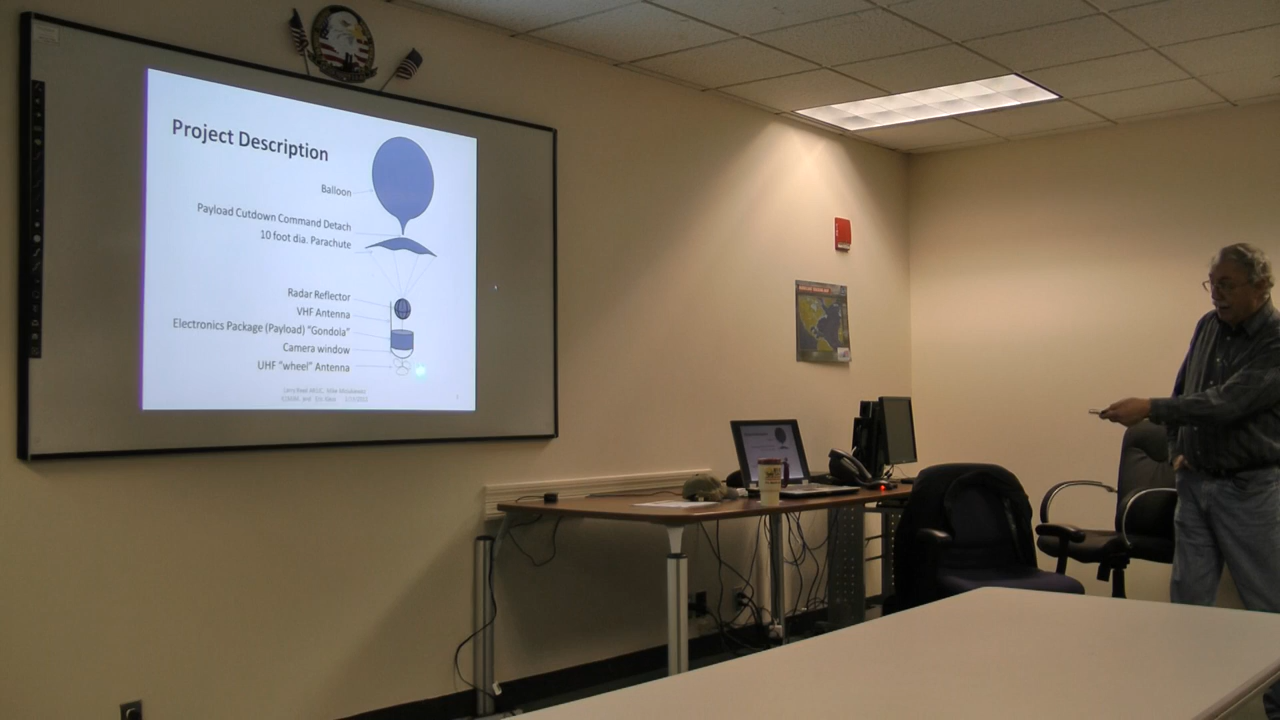 Project Description
Balloon
Payload Cutdown Command Detach
10 foot dia. Parachute
Radar Reflector
VHF Antenna
Electronics Package (Payload) "Gondola"
Camera window
UHF "wheel" Antenna